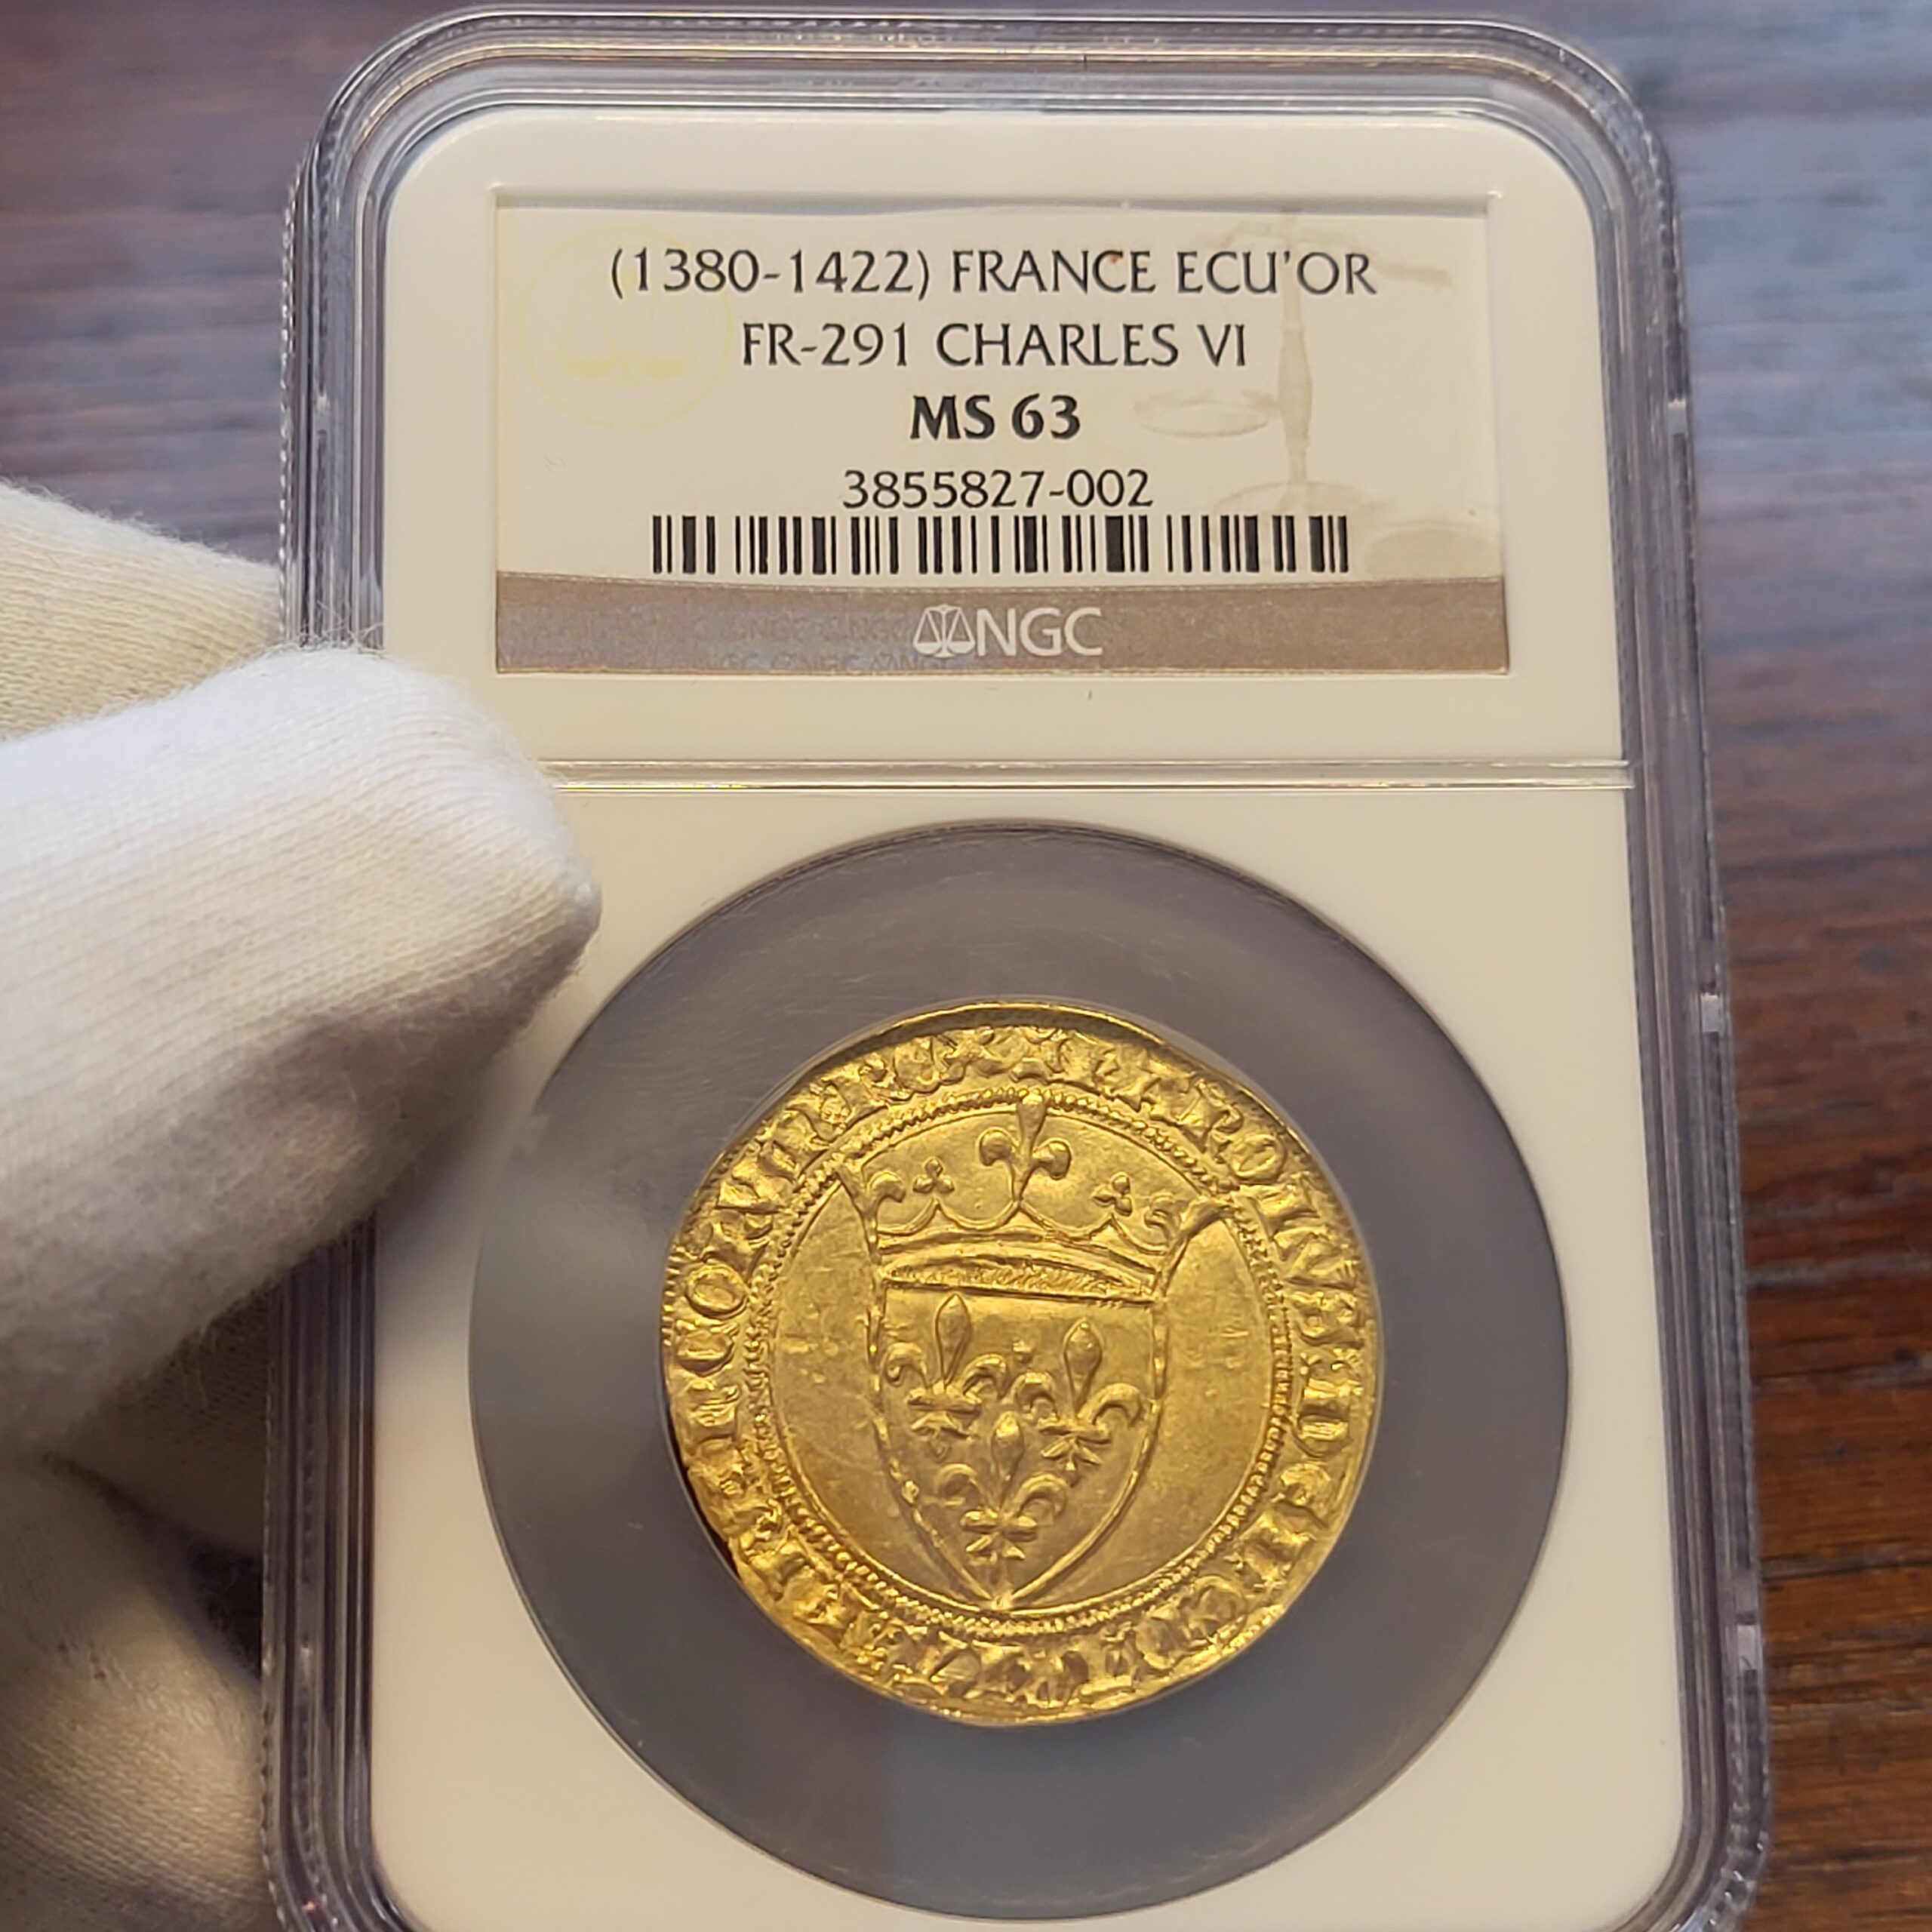 (1380-1422) FRANCE ECU'OR
FR-291 CHARLES VI
MS 63
3855827-002
NGC